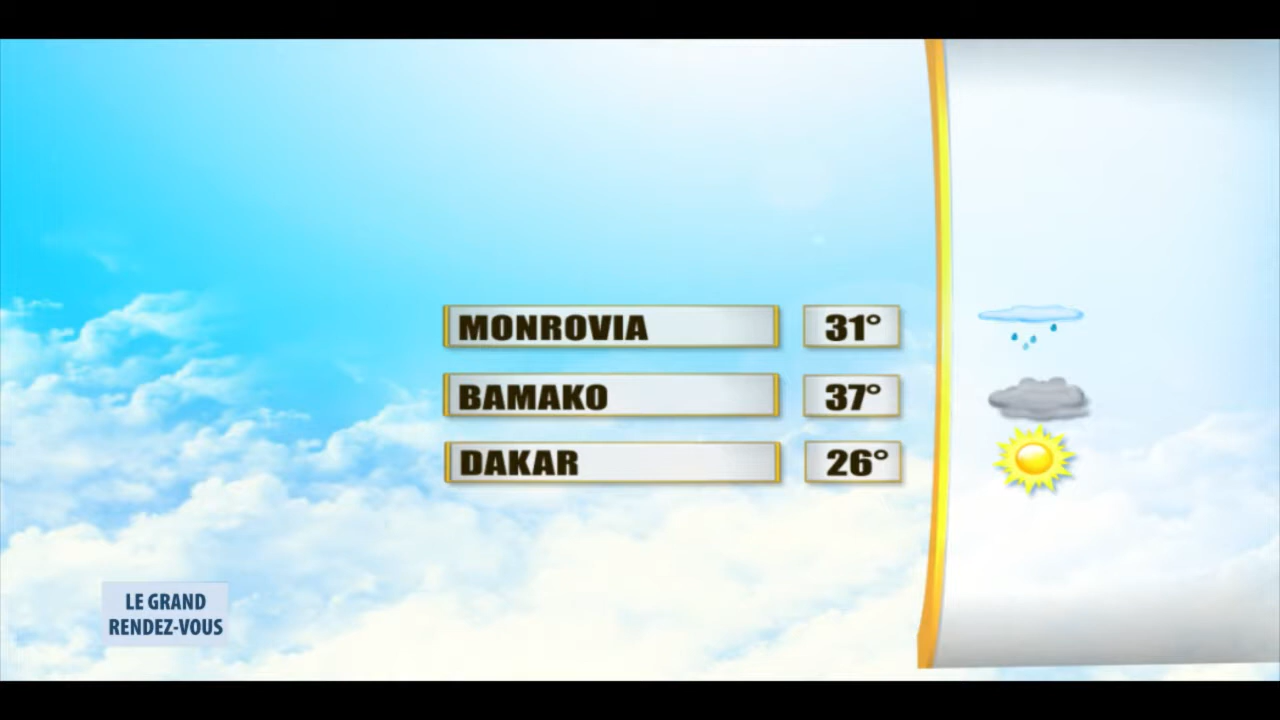 MONROVIA 31°
BAMAKO 37°
DAKAR 26°
LE GRAND
RENDEZ-VOUS